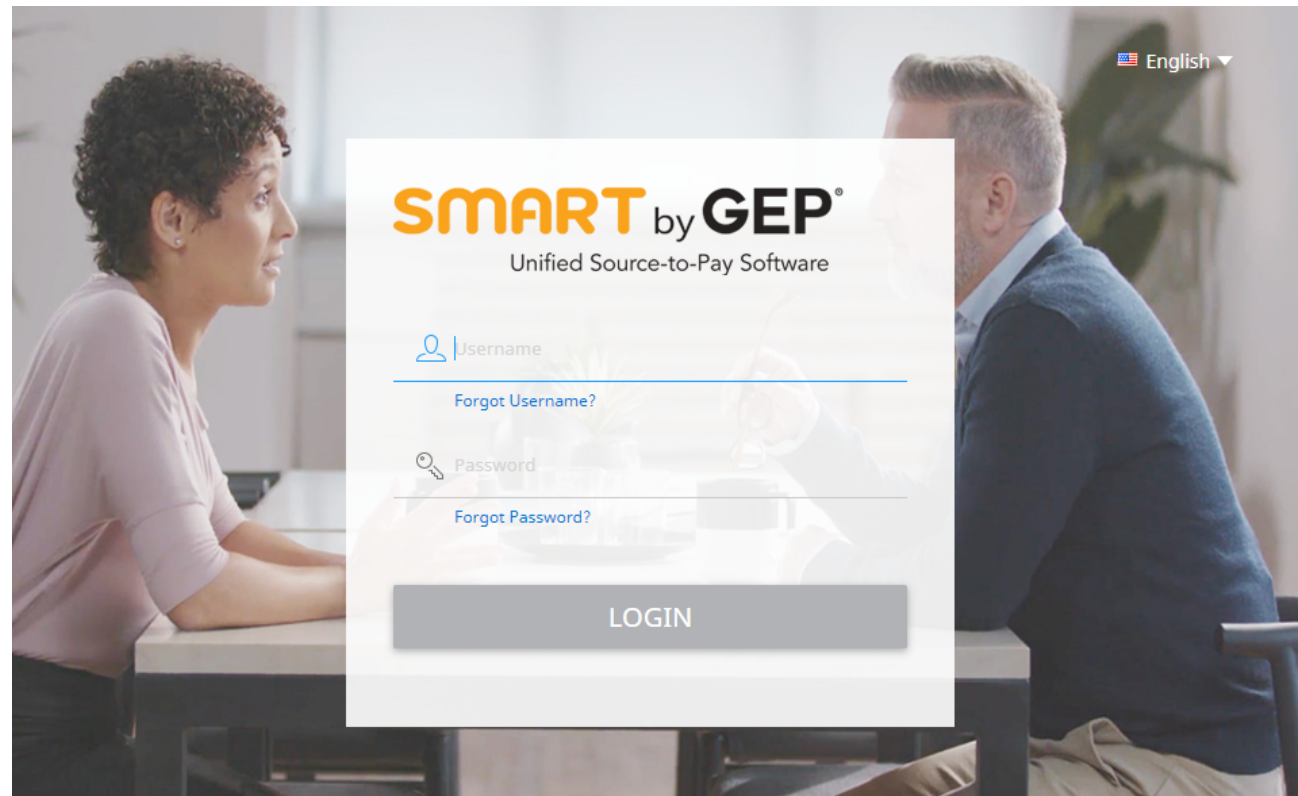 English
SMART by GEP®
Unified Source-to-Pay Software
Username
Forgot Username?
Password
Forgot Password?
LOGIN